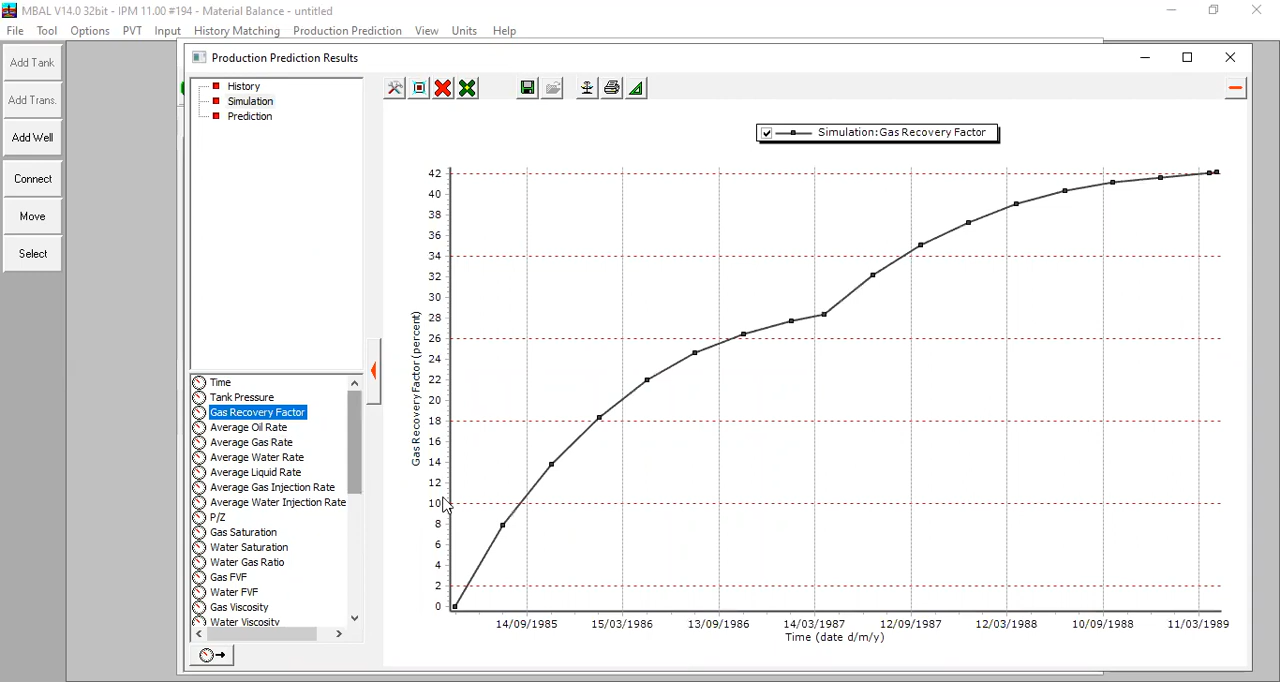 MBAL V14.0 32bit - IPM 11.00 #194 - Material Balance - untitled
File Tool Options PVT Input History Matching Production Prediction View Units Help
Add Tank
Add Trans.
Add Well
Connect
Move
Select
Production Prediction Results
History
Simulation
Prediction
Time
Tank Pressure
Gas Recovery Factor
Average Oil Rate
Average Gas Rate
Average Water Rate
Average Liquid Rate
Average Gas Injection Rate
Average Water Injection Rate
P/Z
Gas Saturation
Water Saturation
Water Gas Ratio
Gas FVF
Water FVF
Gas Viscosity
Water Viscosity
Simulation:Gas Recovery Factor
Gas Recovery Factor (percent)
42
40
38
36
34
32
30
28
26
24
22
20
18
16
14
12
10
8
6
4
2
0
14/09/1985 15/03/1986 13/09/1986 14/03/1987 12/09/1987 12/03/1988 10/09/1988 11/03/1989
Time (date d/m/y)